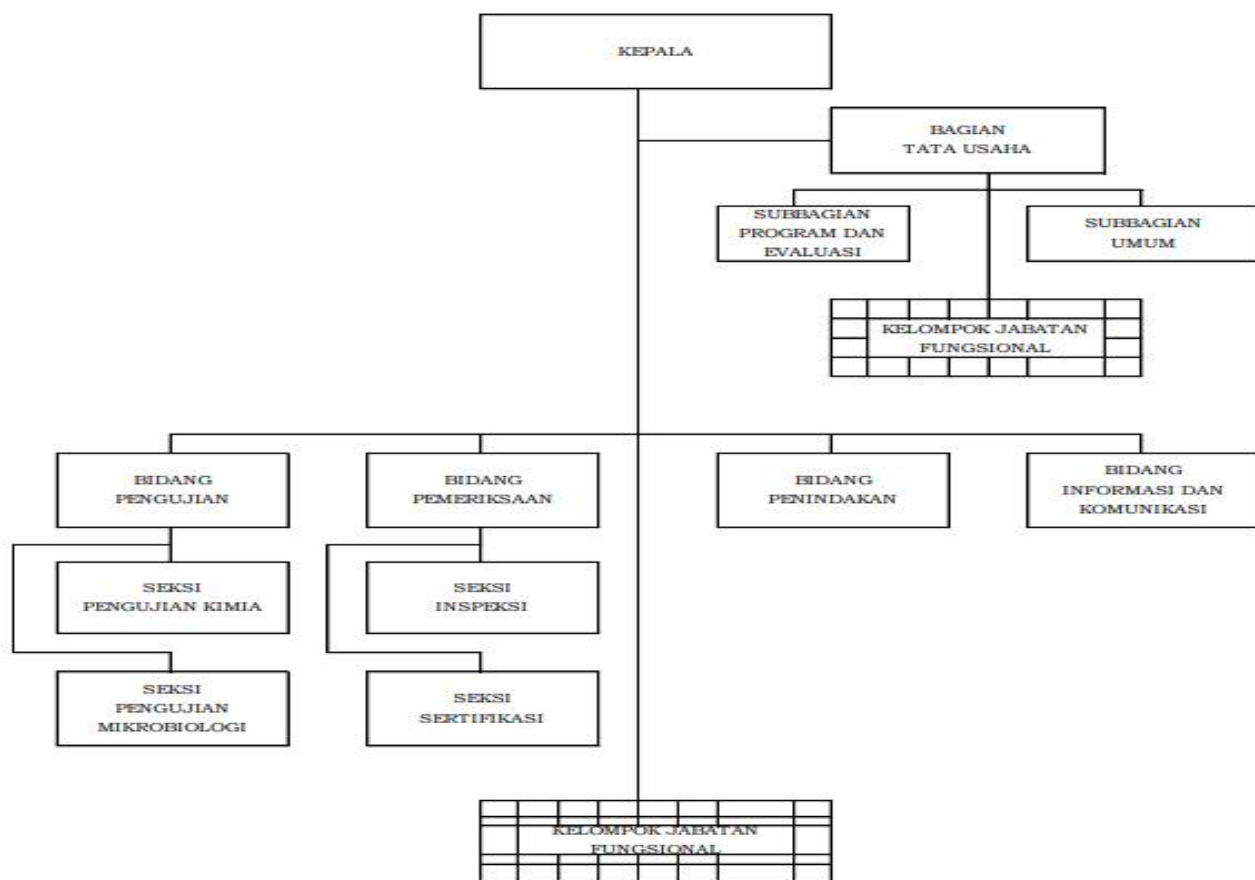 KEPALA
BAGIAN
TATA USAHA
SUBBAGIAN
PROGRAM DAN
EVALUASI
SUBBAGIAN
UMUM
KELOMPOK JABATAN
FUNGSIONAL
BIDANG
PENGUJIAN
BIDANG
PEMERIKSAAN
BIDANG
PENINDAKAN
BIDANG
INFORMASI DAN
KOMUNIKASI
SEKSI
PENGUJIAN KIMIA
SEKSI
INSPEKSI
SEKSI
PENGUJIAN
MIKROBIOLOGI
SEKSI
SERTIFIKASI
KELOMPOK JABATAN
FUNGSIONAL